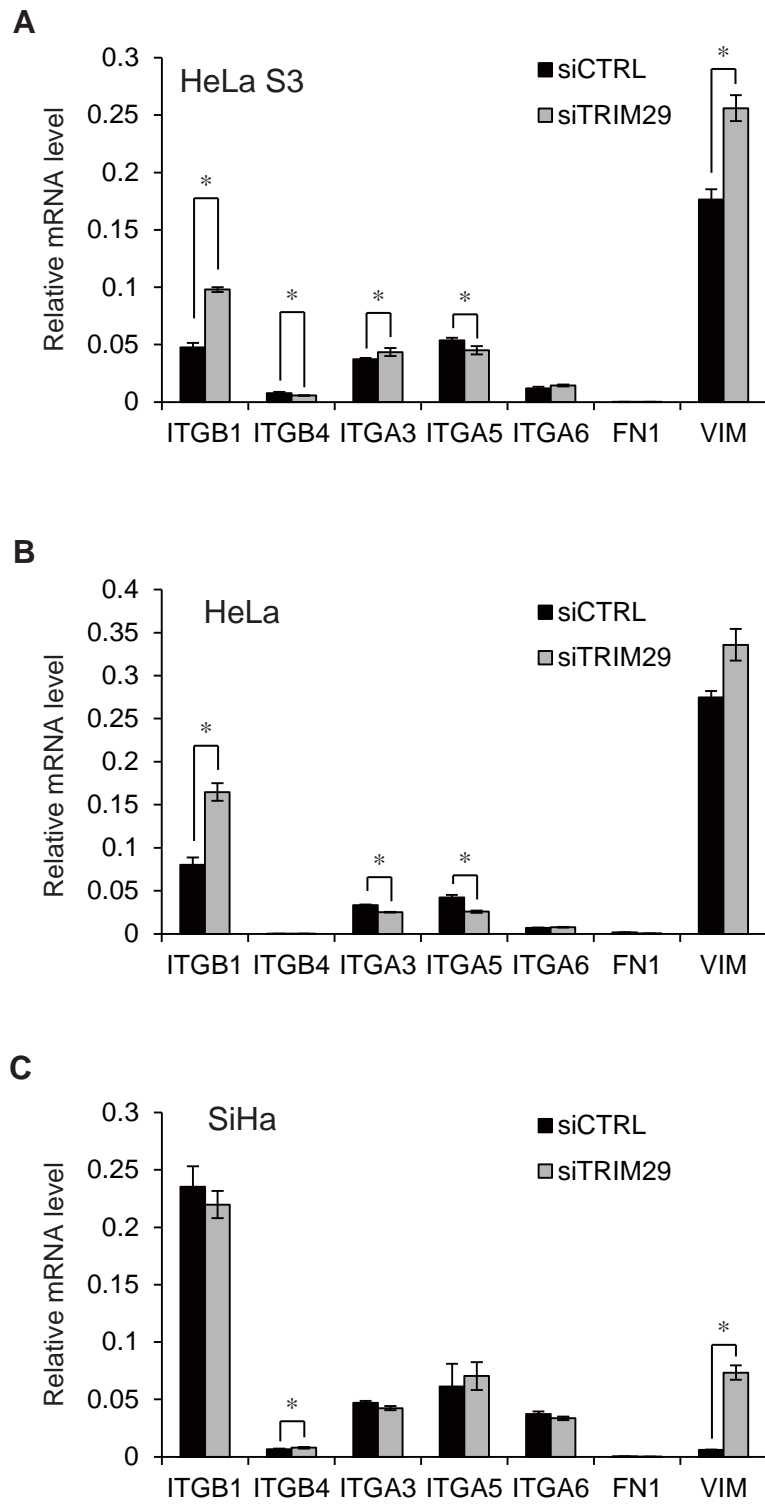 A
HeLa S3
siCTRL
siTRIM29
Relative mRNA level
0.3
0.25
0.2
0.15
0.1
0.05
0
* * * * *
ITGB1 ITGB4 ITGA3 ITGA5 ITGA6 FN1 VIM
B
HeLa
siCTRL
siTRIM29
Relative mRNA level
0.4
0.35
0.3
0.25
0.2
0.15
0.1
0.05
0
* * *
ITGB1 ITGB4 ITGA3 ITGA5 ITGA6 FN1 VIM
C
SiHa
siCTRL
siTRIM29
Relative mRNA level
0.3
0.25
0.2
0.15
0.1
0.05
0
* *
ITGB1 ITGB4 ITGA3 ITGA5 ITGA6 FN1 VIM